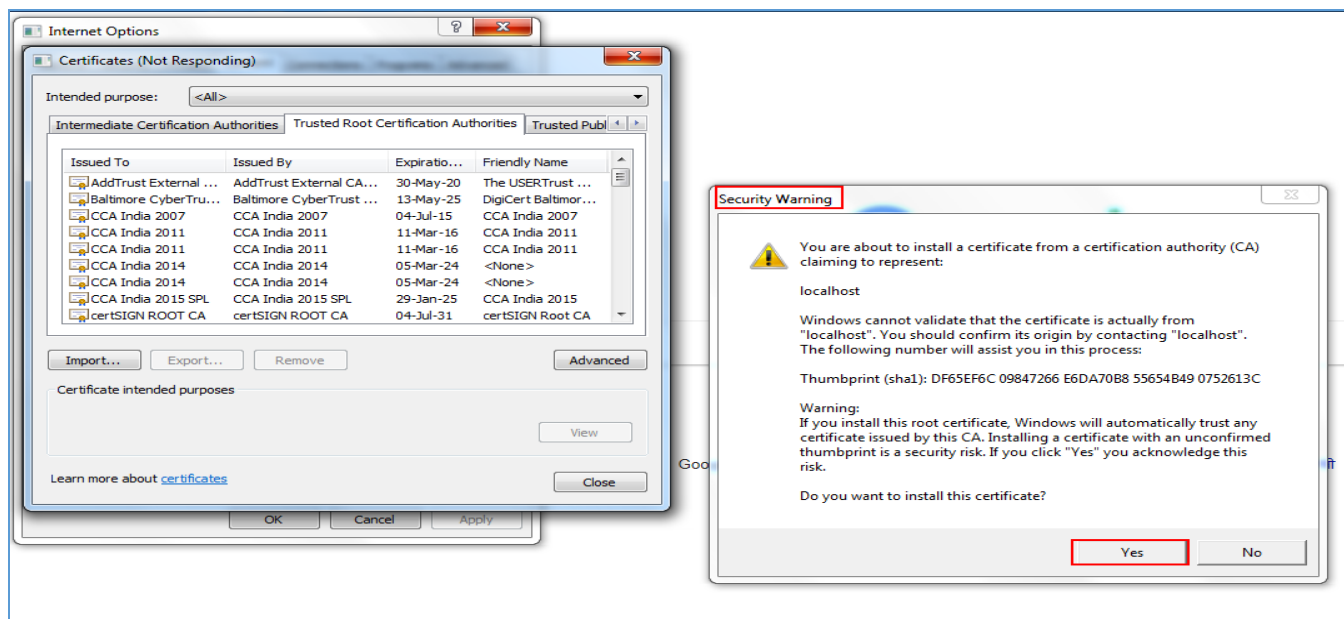 Internet Options
Certificates (Not Responding)
Intended purpose: <All>
Intermediate Certification Authorities Trusted Root Certification Authorities Trusted Publ
Issued To Issued By Expiratio... Friendly Name
AddTrust External ... AddTrust External CA... 30-May-20 The USERTrust ...
Baltimore CyberTru... Baltimore CyberTrust ... 13-May-25 DigiCert Baltimor...
CCA India 2007 CCA India 2007 04-Jul-15 CCA India 2007
CCA India 2011 CCA India 2011 11-Mar-16 CCA India 2011
CCA India 2011 CCA India 2011 11-Mar-16 CCA India 2011
CCA India 2014 CCA India 2014 05-Mar-24 <None>
CCA India 2014 CCA India 2014 05-Mar-24 <None>
CCA India 2015 SPL CCA India 2015 SPL 29-Jan-25 CCA India 2015
certSIGN ROOT CA certSIGN ROOT CA 04-Jul-31 certSIGN Root CA
Import... Export... Remove Advanced
Certificate intended purposes
View
Learn more about certificates
Close
OK Cancel Apply
Security Warning
You are about to install a certificate from a certification authority (CA)
claiming to represent:
localhost
Windows cannot validate that the certificate is actually from
"localhost". You should confirm its origin by contacting "localhost".
The following number will assist you in this process:
Thumbprint (sha1): DF65EF6C 09847266 E6DA70B8 55654B49 0752613C
Warning:
If you install this root certificate, Windows will automatically trust any
certificate issued by this CA. Installing a certificate with an unconfirmed
thumbprint is a security risk. If you click "Yes" you acknowledge this
risk.
Do you want to install this certificate?
Yes No
Goo